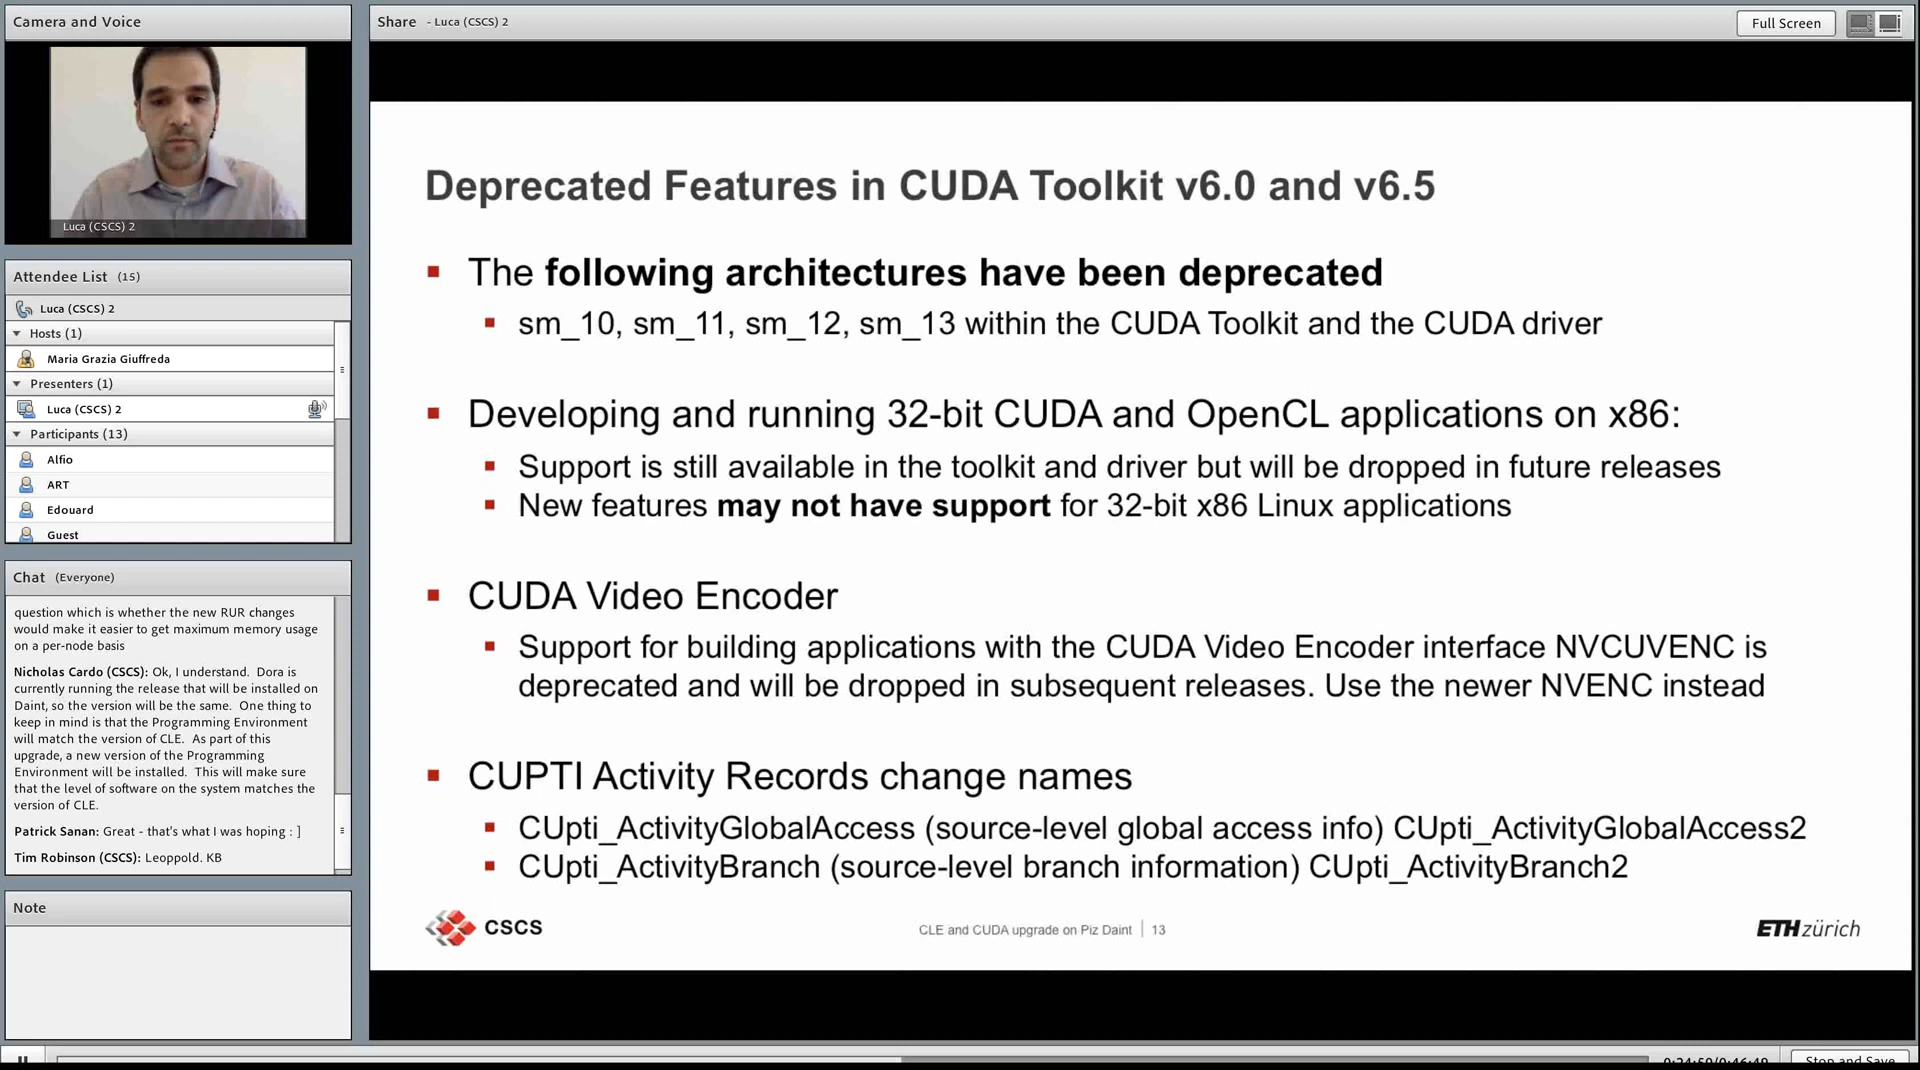 Camera and Voice
Luca (CSCS) 2
Attendee List (15)
Luca (CSCS) 2
Hosts (1)
Maria Grazia Giuffreda
Presenters (1)
Luca (CSCS) 2
Participants (13)
Alfio
ART
Edouard
Guest
Chat (Everyone)
question which is whether the new RUR changes
would make it easier to get maximum memory usage
on a per-node basis
Nicholas Cardo (CSCS): Ok, I understand. Dora is
currently running the release that will be installed on
Daint, so the version will be the same. One thing to
keep in mind is that the Programming Environment
will match the version of CLE. As part of this
upgrade, a new version of the Programming
Environment will be installed. This will make sure
that the level of software on the system matches the
version of CLE.
Patrick Sanan: Great - that's what I was hoping : ]
Tim Robinson (CSCS): Leoppold. KB
Note
Share - Luca (CSCS) 2
Full Screen
Deprecated Features in CUDA Toolkit v6.0 and v6.5
The following architectures have been deprecated
sm_10, sm_11, sm_12, sm_13 within the CUDA Toolkit and the CUDA driver
Developing and running 32-bit CUDA and OpenCL applications on x86:
Support is still available in the toolkit and driver but will be dropped in future releases
New features may not have support for 32-bit x86 Linux applications
CUDA Video Encoder
Support for building applications with the CUDA Video Encoder interface NVCUVENC is
deprecated and will be dropped in subsequent releases. Use the newer NVENC instead
CUPTI Activity Records change names
CUpti_ActivityGlobalAccess (source-level global access info) CUpti_ActivityGlobalAccess2
CUpti_ActivityBranch (source-level branch information) CUpti_ActivityBranch2
CSCS
CLE and CUDA upgrade on Piz Daint | 13
ETH zürich
Stop and Save